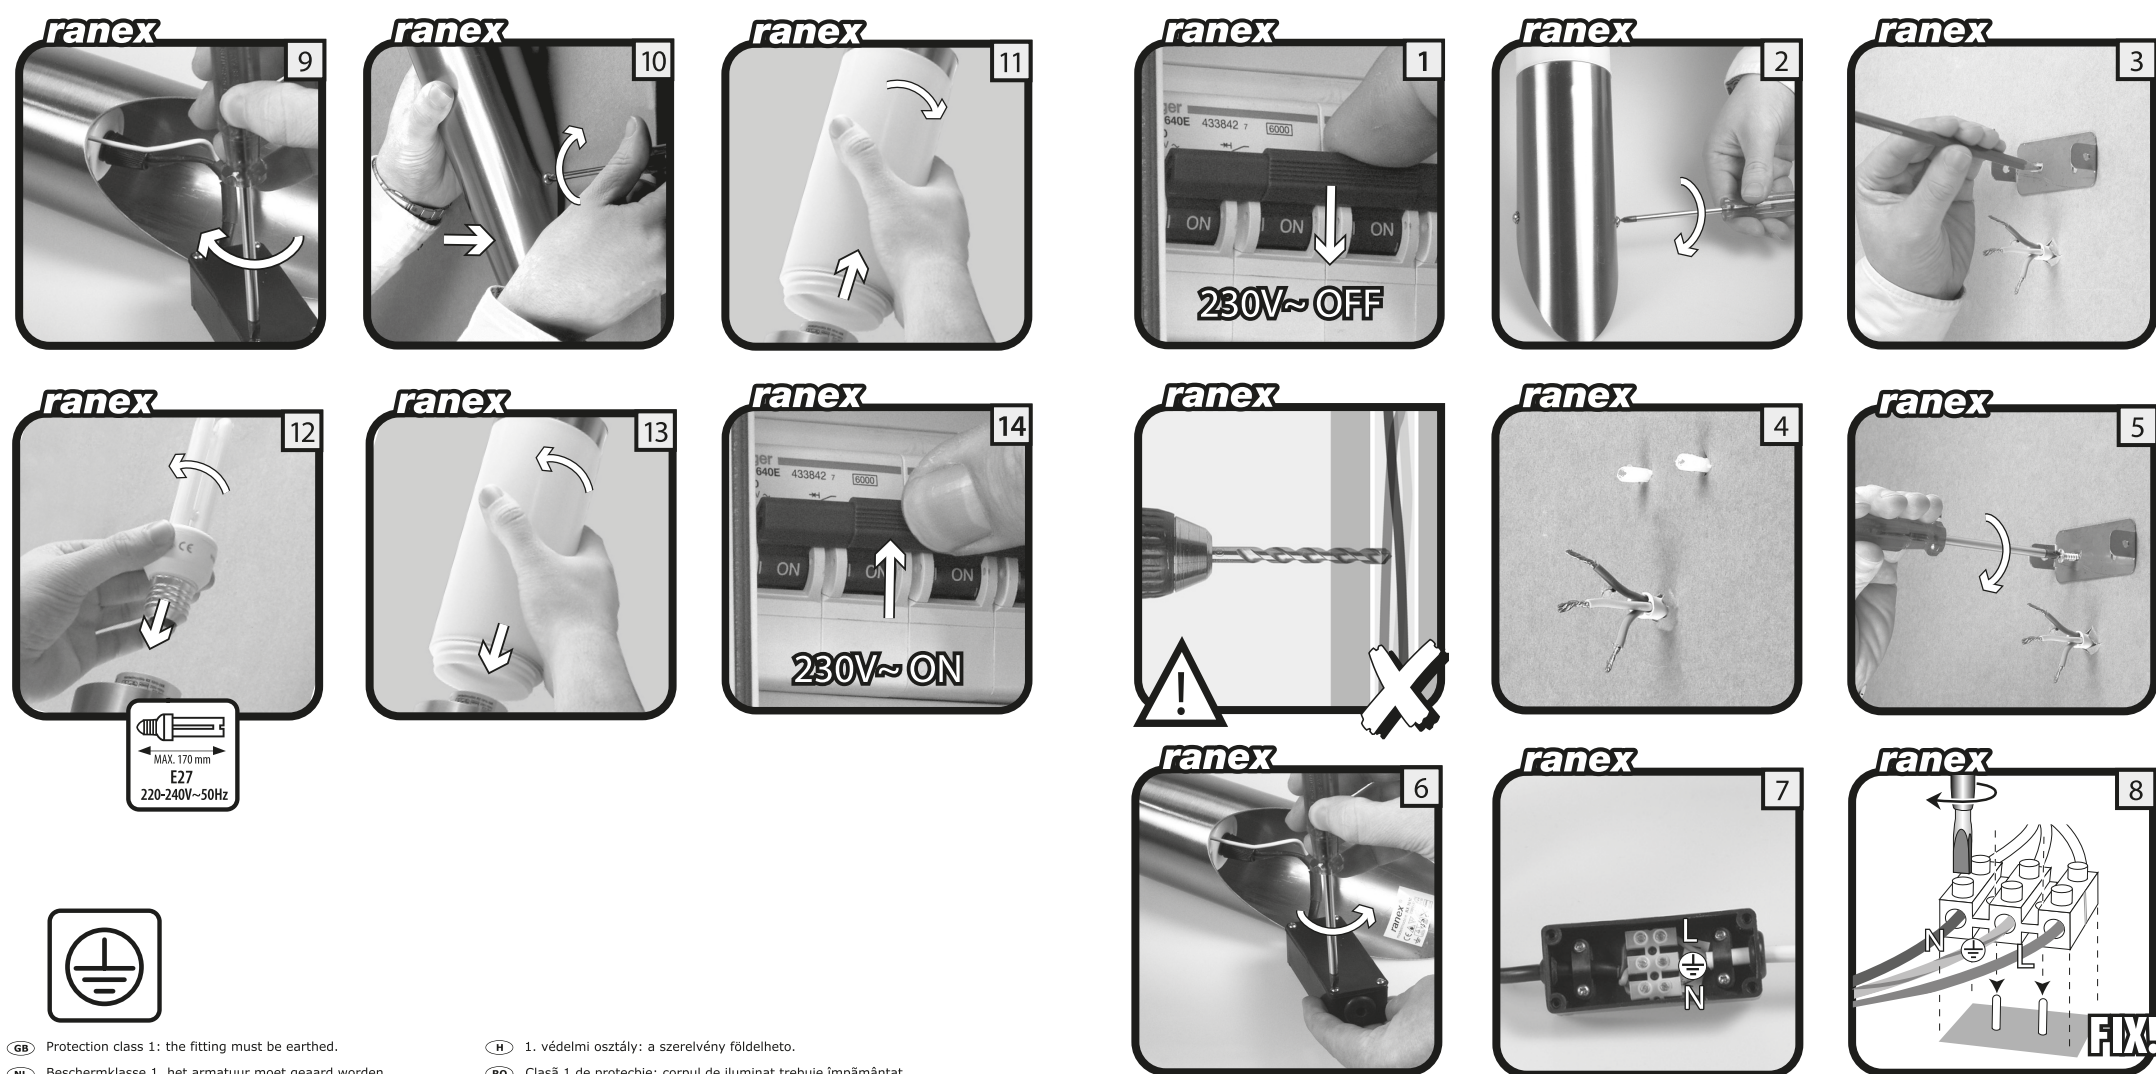 ranex
9
ranex
10
ranex
11
ranex
12
CE
MAX. 170 mm
E27
220-240V~50Hz
ranex
13
ranex
14
ger
640E 433842 7 6000
ON
ON
ON
230V~ ON
GB Protection class 1: the fitting must be earthed.
NL Beschermklasse 1, het armatuur moet geaard worden.
H 1. védelmi osztály: a szerelvény földelheto.
RO Clasă 1 de protecţie: corpul de iluminat trebuie împământat
ranex
1
ger
640E 433842 7 6000
ON
ON
ON
230V~ OFF
ranex
2
ranex
3
ranex
!
ranex
4
ranex
5
ranex
6
ranex
CE
ranex
7
L
N
ranex
8
N
L
FIX!